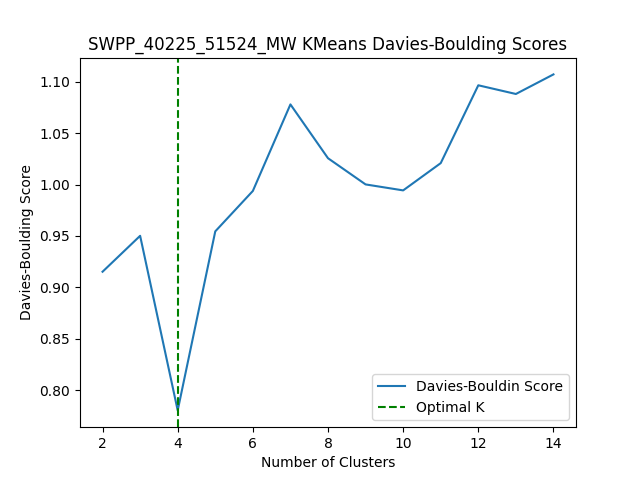 SWPP_40225_51524_MW KMeans Davies-Boulding Scores
Davies-Boulding Score
1.10
1.05
1.00
0.95
0.90
0.85
0.80
2 4 6 8 10 12 14
Number of Clusters
Davies-Bouldin Score
Optimal K